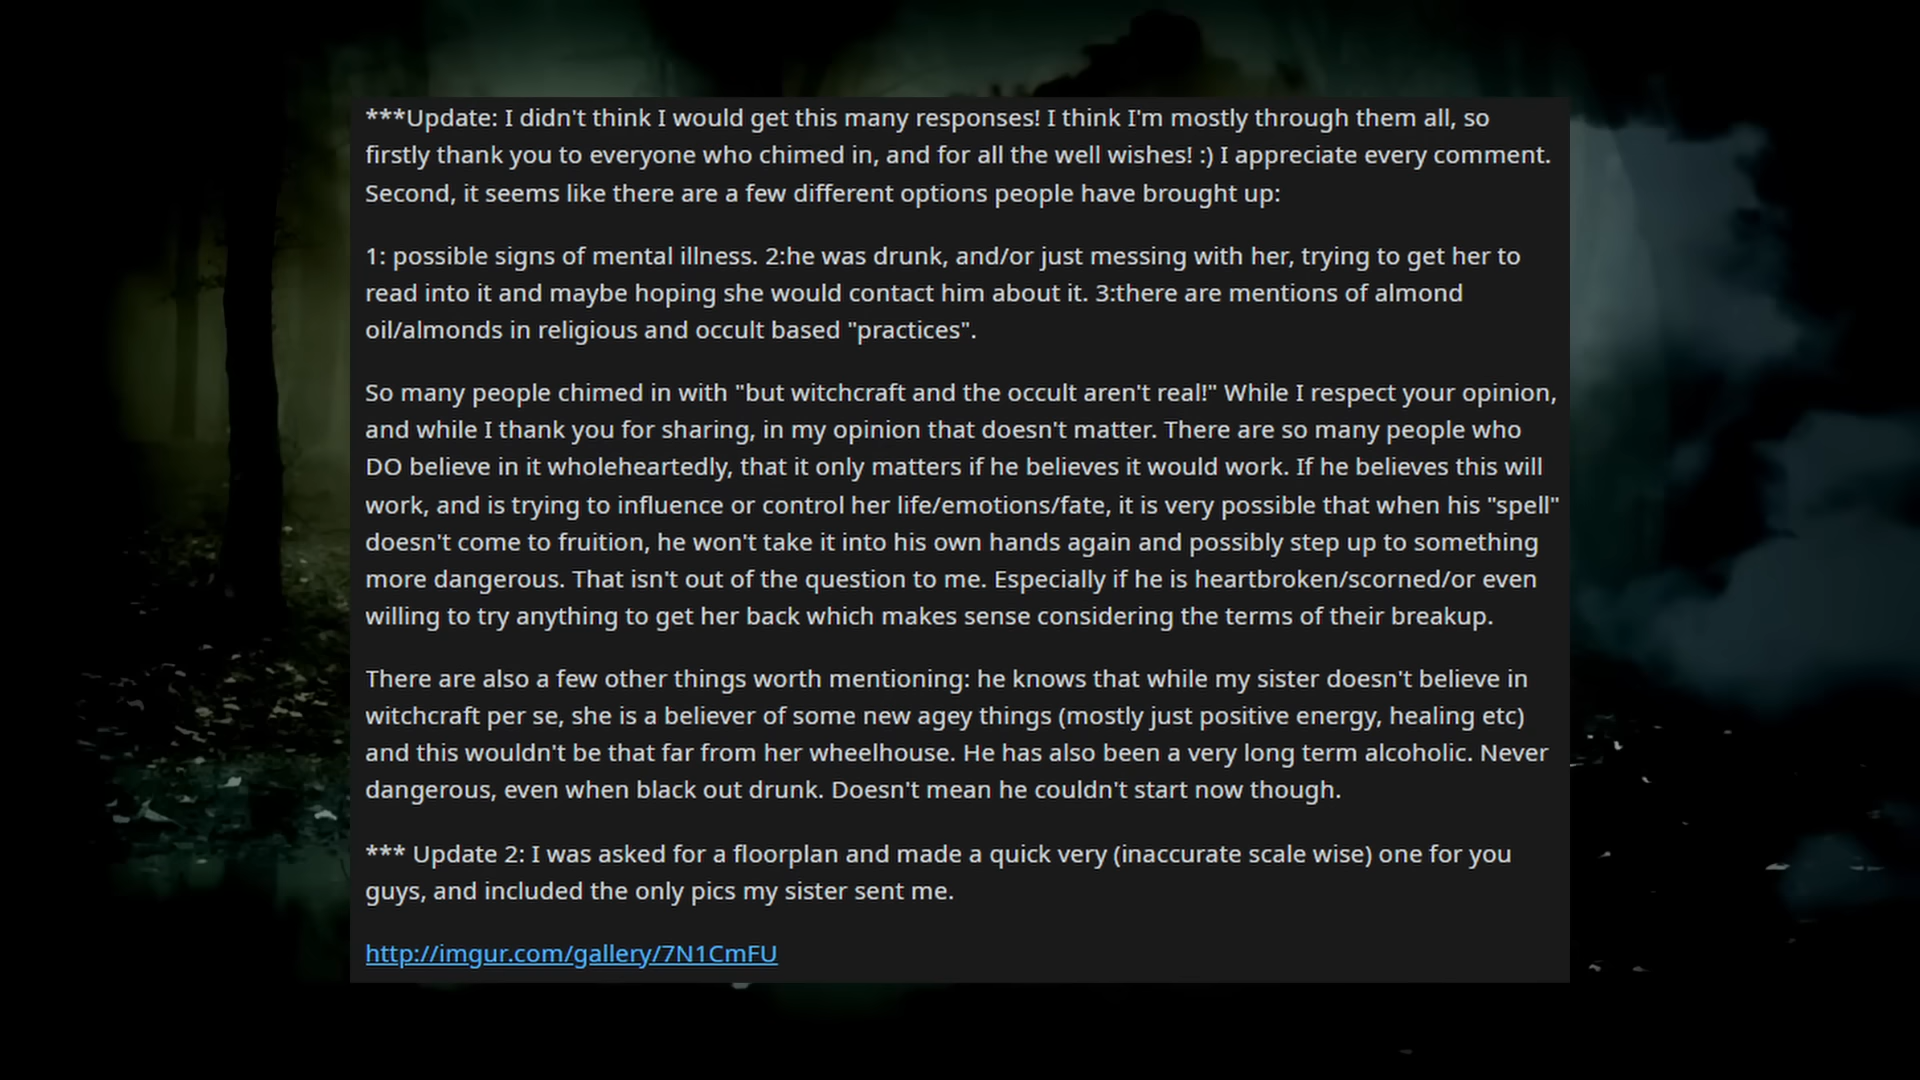 ***Update: I didn't think I would get this many responses! I think I'm mostly through them all, so
firstly thank you to everyone who chimed in, and for all the well wishes! :) I appreciate every comment.
Second, it seems like there are a few different options people have brought up:
1: possible signs of mental illness. 2:he was drunk, and/or just messing with her, trying to get her to
read into it and maybe hoping she would contact him about it. 3:there are mentions of almond
oil/almonds in religious and occult based "practices".
So many people chimed in with "but witchcraft and the occult aren't real!" While I respect your opinion,
and while I thank you for sharing, in my opinion that doesn't matter. There are so many people who
DO believe in it wholeheartedly, that it only matters if he believes it would work. If he believes this will
work, and is trying to influence or control her life/emotions/fate, it is very possible that when his "spell"
doesn't come to fruition, he won't take it into his own hands again and possibly step up to something
more dangerous. That isn't out of the question to me. Especially if he is heartbroken/scorned/or even
willing to try anything to get her back which makes sense considering the terms of their breakup.
There are also a few other things worth mentioning: he knows that while my sister doesn't believe in
witchcraft per se, she is a believer of some new agey things (mostly just positive energy, healing etc)
and this wouldn't be that far from her wheelhouse. He has also been a very long term alcoholic. Never
dangerous, even when black out drunk. Doesn't mean he couldn't start now though.
*** Update 2: I was asked for a floorplan and made a quick very (inaccurate scale wise) one for you
guys, and included the only pics my sister sent me.
http://imgur.com/gallery/7N1CmFU